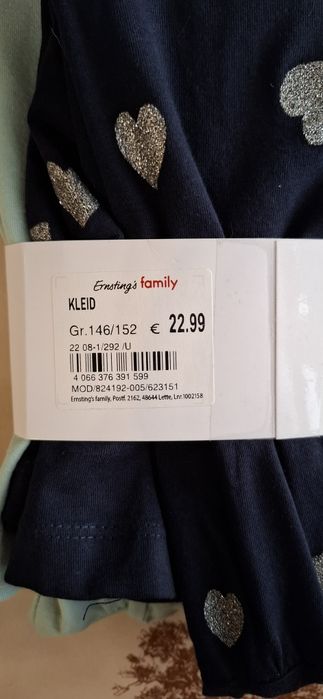 Ernsting's family
KLEID
Gr.146/152 € 22.99
22 08-1/292 /U
4 066 376 391 599
MOD/824192-005/623151
Ernsting's family, Postf. 2162, 48644 Lette, Lnr.1002158